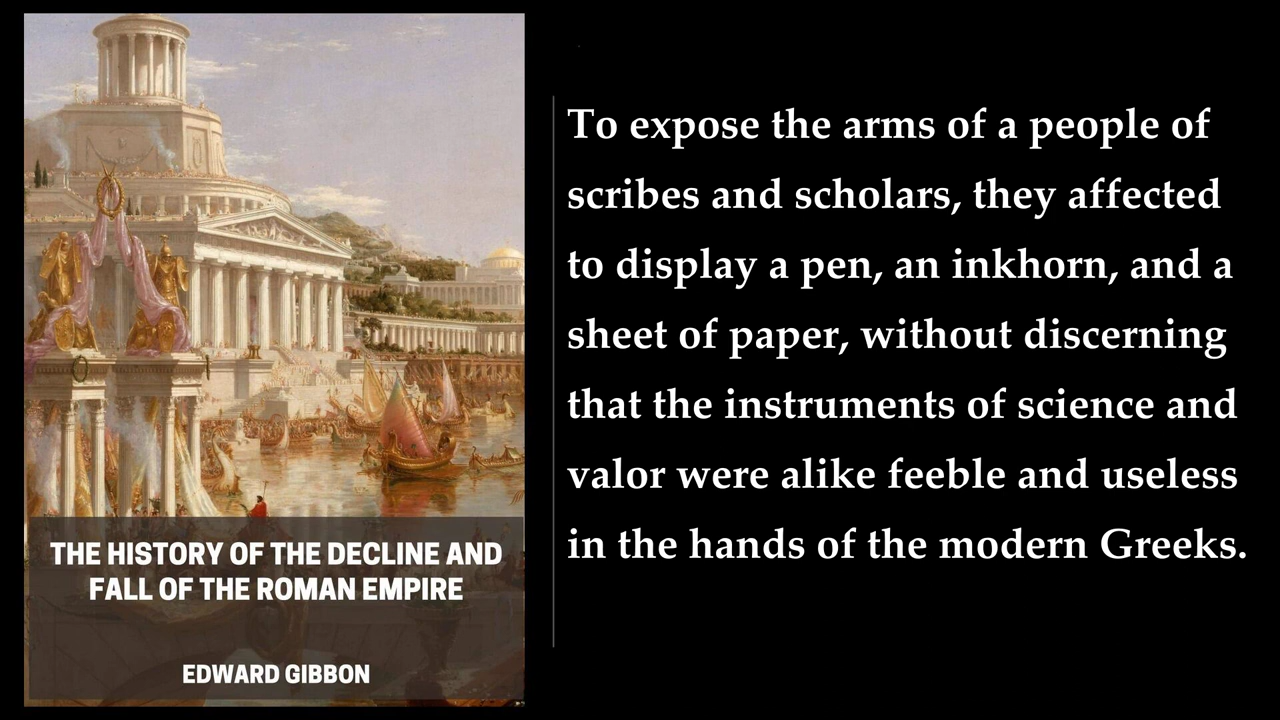 THE HISTORY OF THE DECLINE AND
FALL OF THE ROMAN EMPIRE
EDWARD GIBBON
To expose the arms of a people of
scribes and scholars, they affected
to display a pen, an inkhorn, and a
sheet of paper, without discerning
that the instruments of science and
valor were alike feeble and useless
in the hands of the modern Greeks.